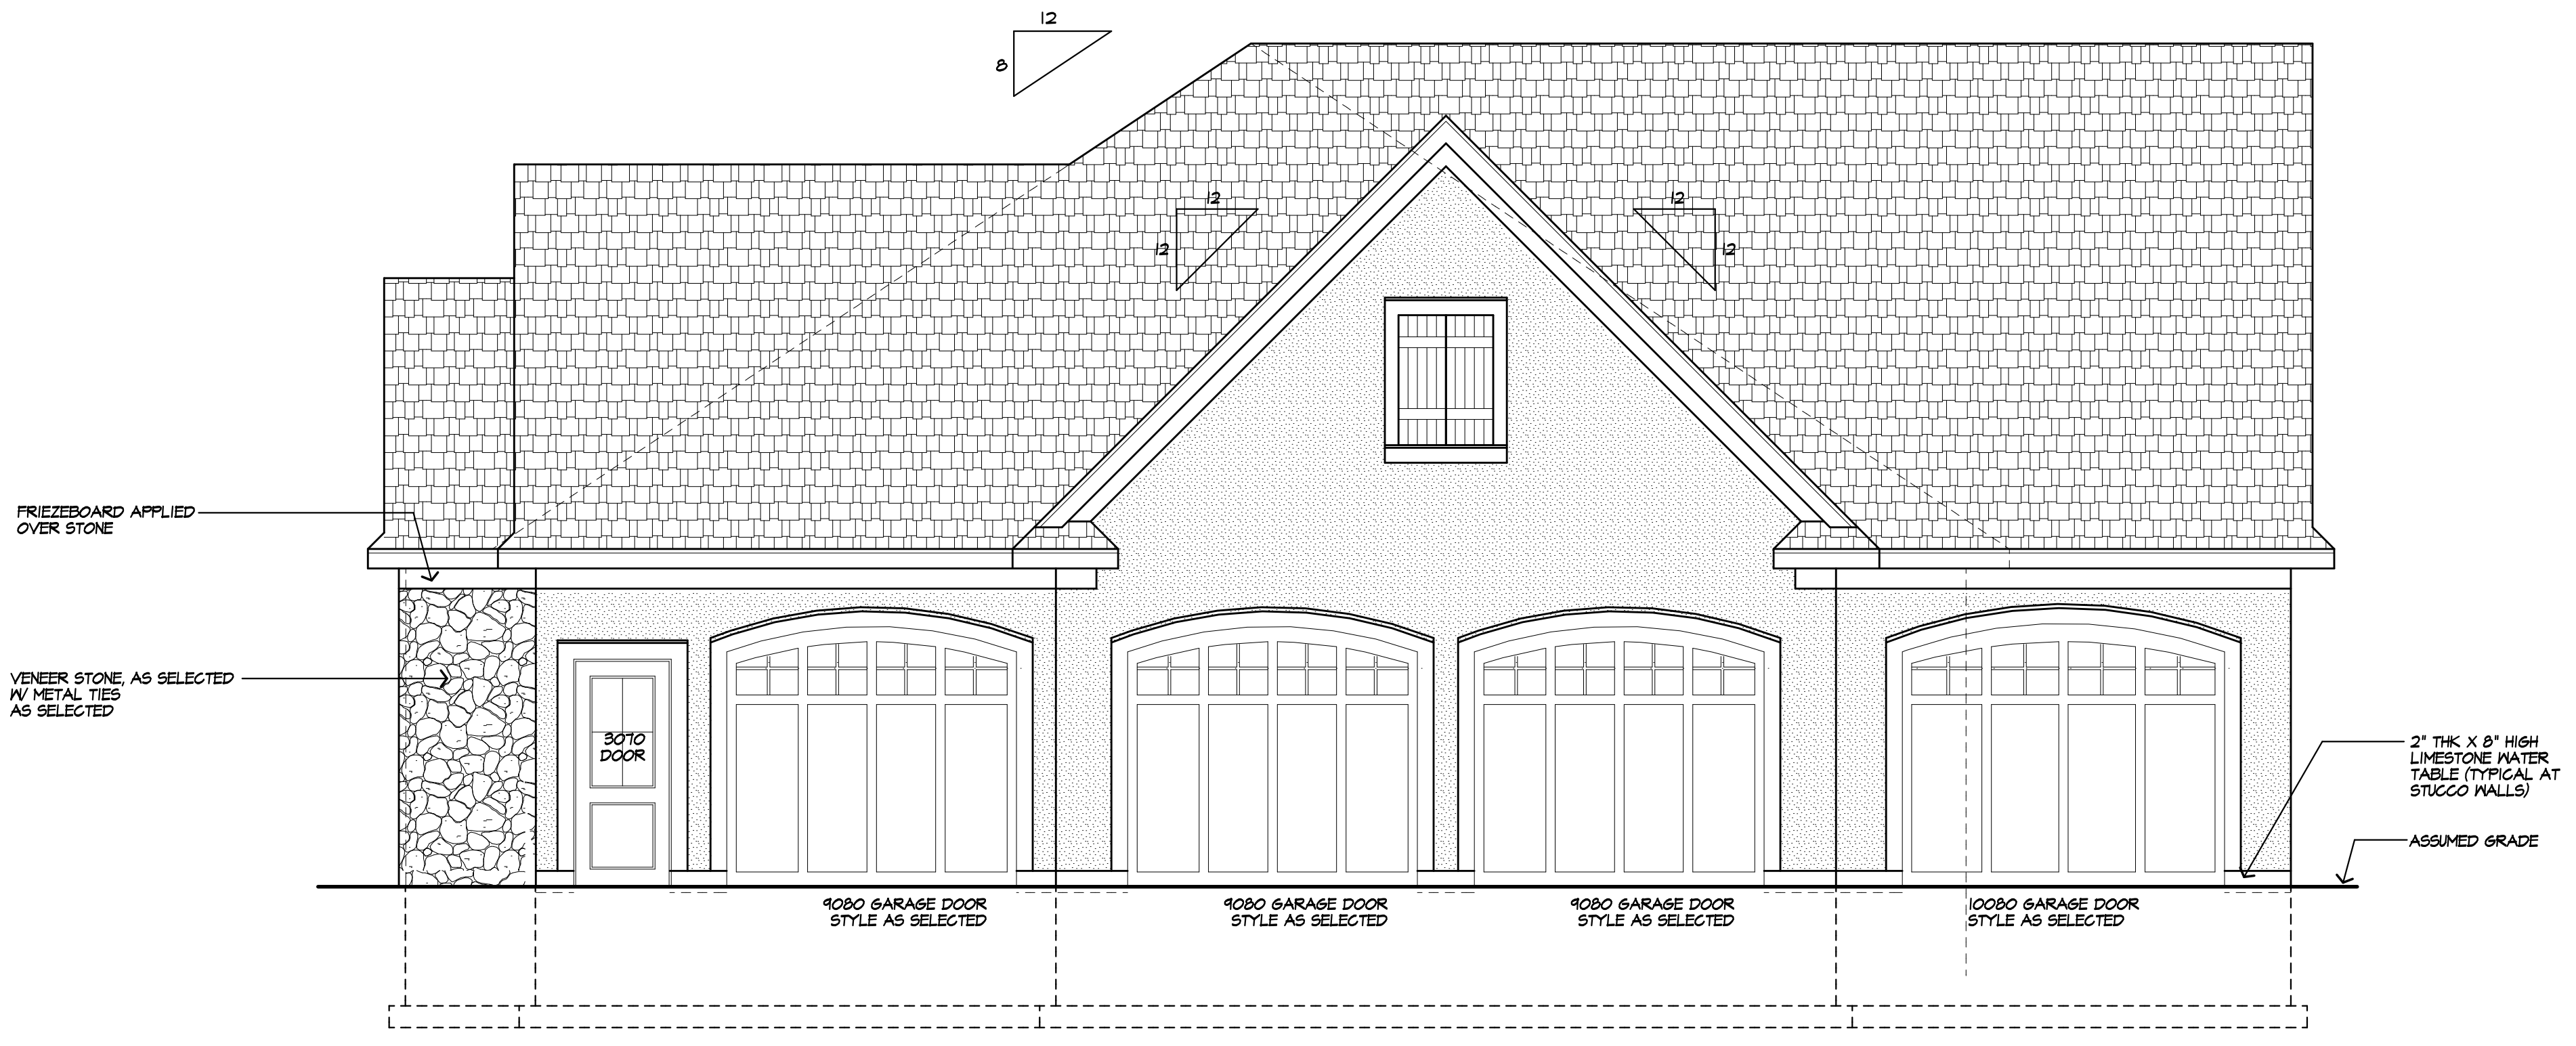 12
8
12
12
12
12
FRIEZEBOARD APPLIED
OVER STONE
VENEER STONE, AS SELECTED
W/ METAL TIES
AS SELECTED
3070
DOOR
2" THK X 8" HIGH
LIMESTONE WATER
TABLE (TYPICAL AT
STUCCO WALLS)
ASSUMED GRADE
9080 GARAGE DOOR
STYLE AS SELECTED
9080 GARAGE DOOR
STYLE AS SELECTED
9080 GARAGE DOOR
STYLE AS SELECTED
10080 GARAGE DOOR
STYLE AS SELECTED